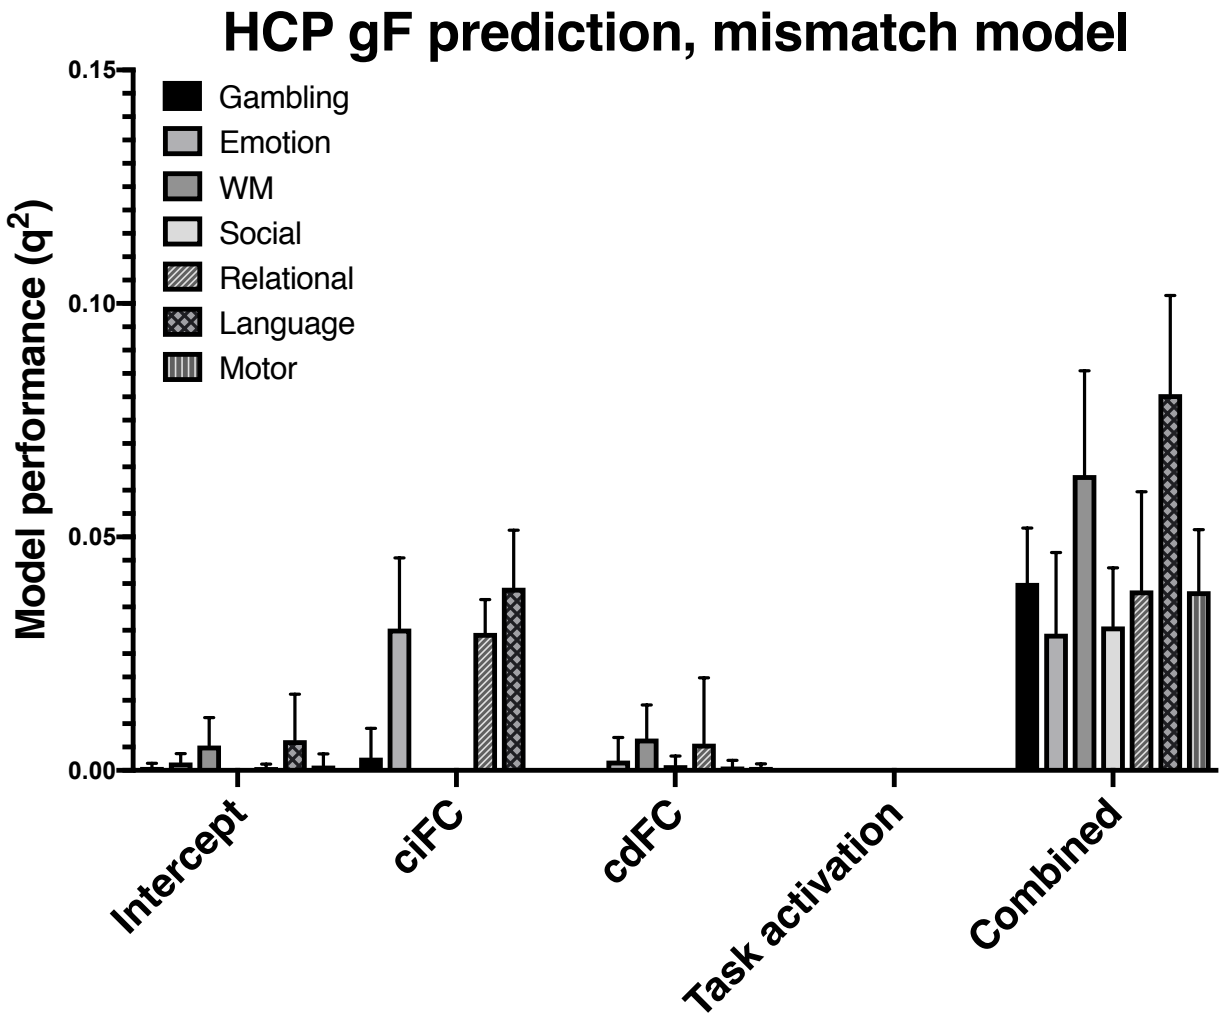 HCP gF prediction, mismatch model
Model performance (q²)
0.15
0.10
0.05
0.00
Gambling
Emotion
WM
Social
Relational
Language
Motor
Intercept
ciFC
cdFC
Task activation
Combined